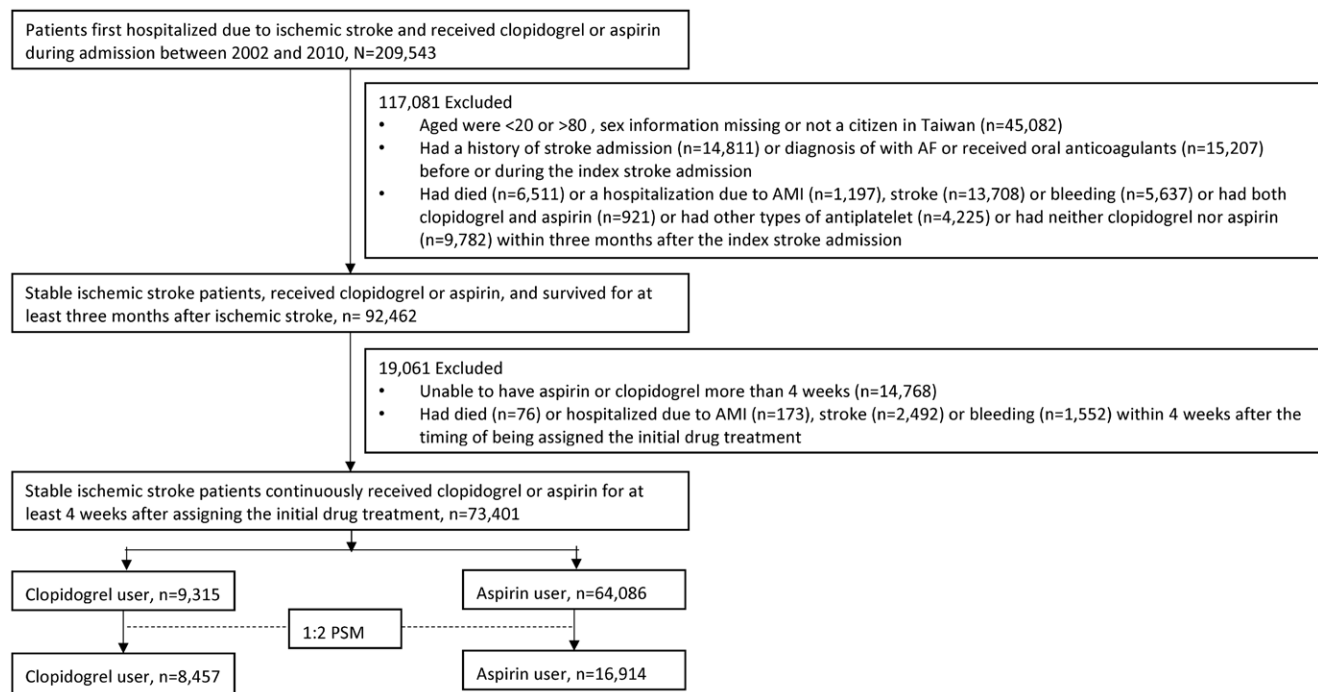 Patients first hospitalized due to ischemic stroke and received clopidogrel or aspirin
during admission between 2002 and 2010, N=209,543
117,081 Excluded
• Aged were <20 or >80 , sex information missing or not a citizen in Taiwan (n=45,082)
• Had a history of stroke admission (n=14,811) or diagnosis of with AF or received oral anticoagulants (n=15,207)
before or during the index stroke admission
• Had died (n=6,511) or a hospitalization due to AMI (n=1,197), stroke (n=13,708) or bleeding (n=5,637) or had both
clopidogrel and aspirin (n=921) or had other types of antiplatelet (n=4,225) or had neither clopidogrel nor aspirin
(n=9,782) within three months after the index stroke admission
Stable ischemic stroke patients, received clopidogrel or aspirin, and survived for at
least three months after ischemic stroke, n= 92,462
19,061 Excluded
• Unable to have aspirin or clopidogrel more than 4 weeks (n=14,768)
• Had died (n=76) or hospitalized due to AMI (n=173), stroke (n=2,492) or bleeding (n=1,552) within 4 weeks after the
timing of being assigned the initial drug treatment
Stable ischemic stroke patients continuously received clopidogrel or aspirin for at
least 4 weeks after assigning the initial drug treatment, n=73,401
Clopidogrel user, n=9,315
Aspirin user, n=64,086
1:2 PSM
Clopidogrel user, n=8,457
Aspirin user, n=16,914